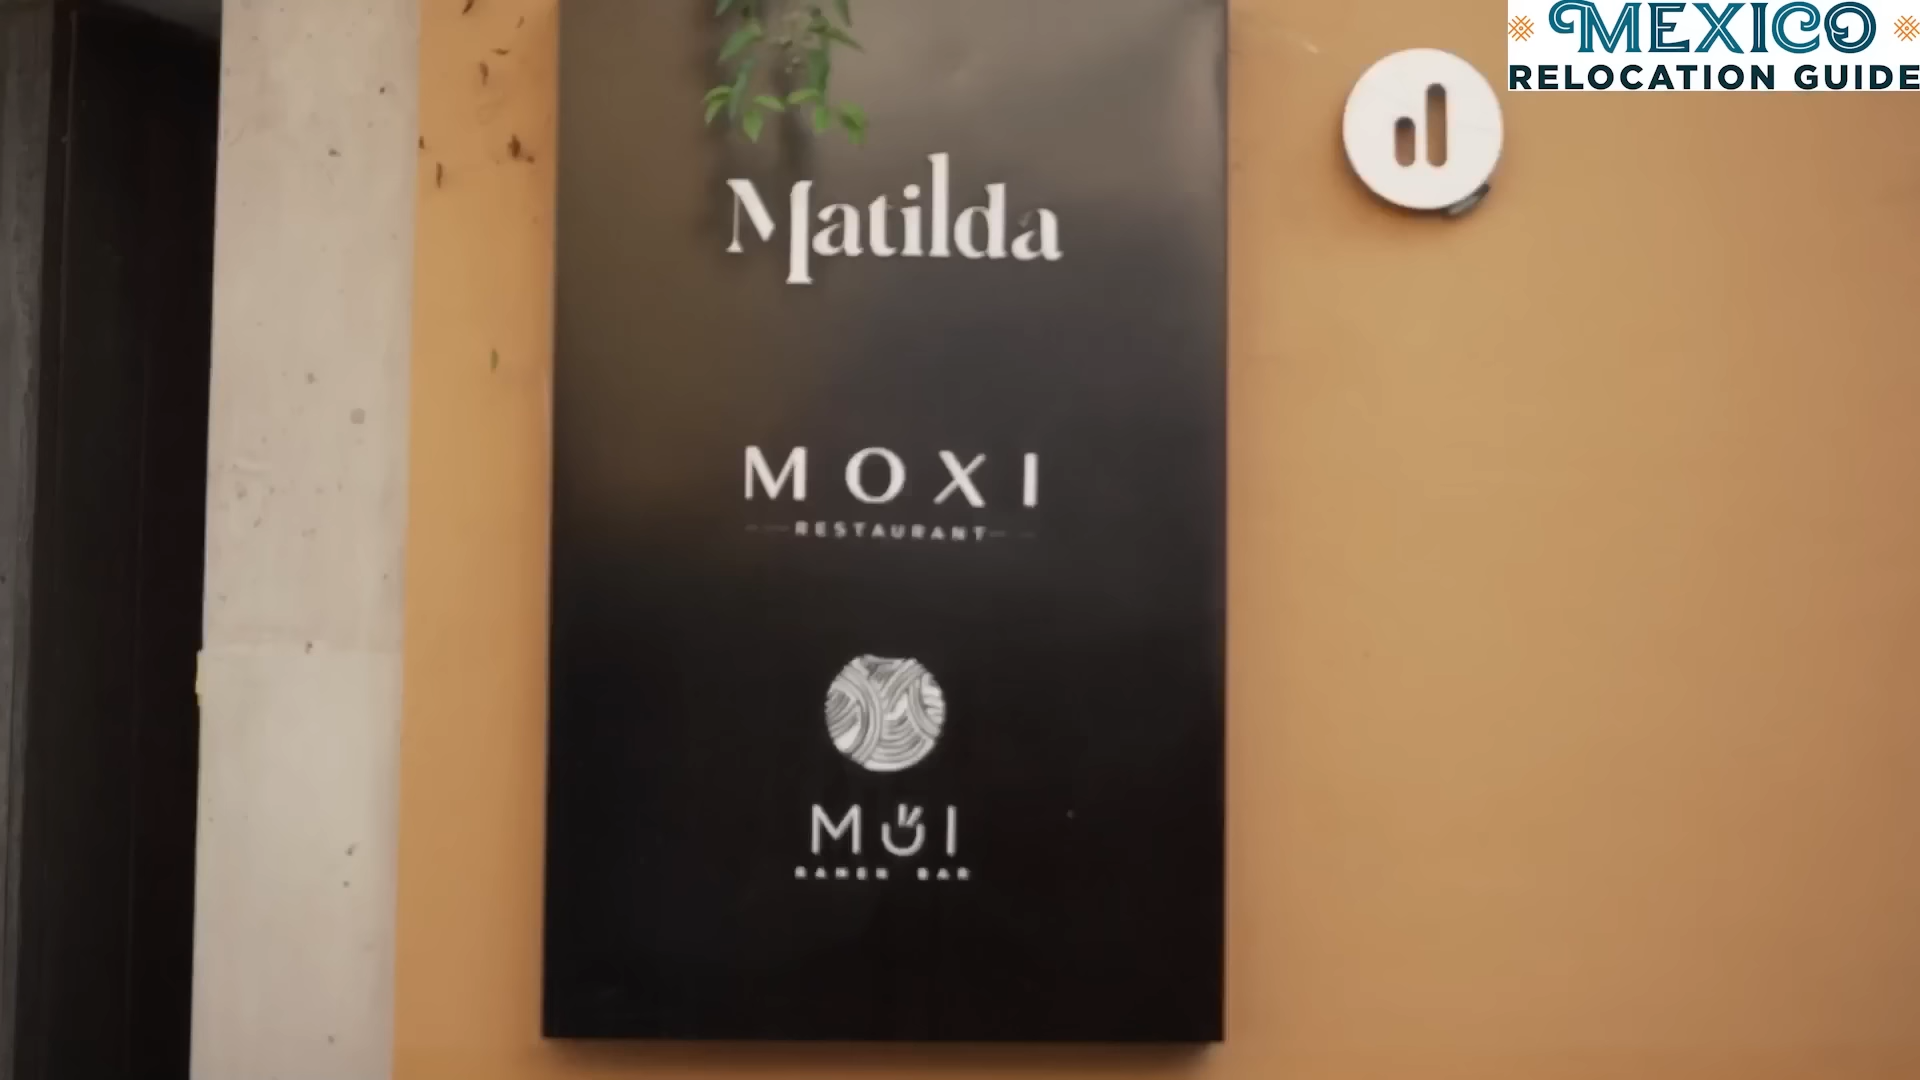 MEXICO
RELOCATION GUIDE
Matilda
MOXI
RESTAURANT
MUI
RAMEN BAR